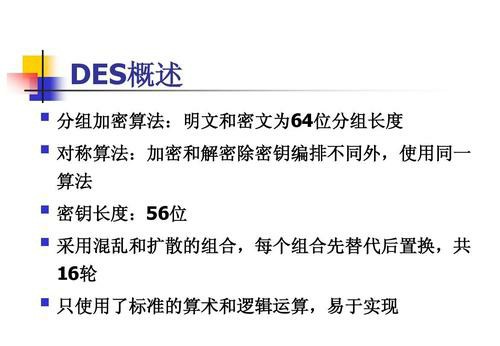 DES概述
分组加密算法：明文和密文为64位分组长度
对称算法：加密和解密除密钥编排不同外，使用同一
算法
密钥长度：56位
采用混乱和扩散的组合，每个组合先替代后置换，共
16轮
只使用了标准的算术和逻辑运算，易于实现